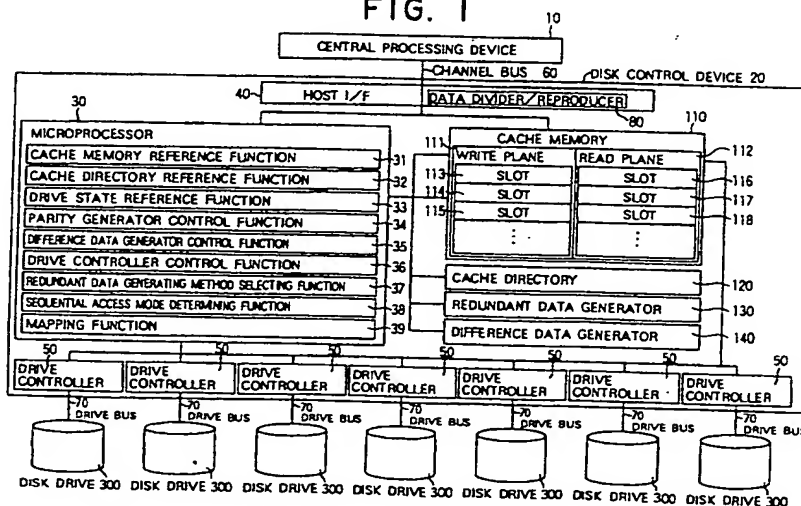 FIG. 1
10
CENTRAL PROCESSING DEVICE
CHANNEL BUS 60
DISK CONTROL DEVICE 20
40
HOST I/F
DATA DIVIDER/REPRODUCER
80
30
MICROPROCESSOR
CACHE MEMORY REFERENCE FUNCTION 31
CACHE DIRECTORY REFERENCE FUNCTION 32
DRIVE STATE REFERENCE FUNCTION 33
PARITY GENERATOR CONTROL FUNCTION 34
DIFFERENCE DATA GENERATOR CONTROL FUNCTION 35
DRIVE CONTROLLER CONTROL FUNCTION 36
REDUNDANT DATA GENERATING METHOD SELECTING FUNCTION 37
SEQUENTIAL ACCESS MODE DETERMINING FUNCTION 38
MAPPING FUNCTION 39
110
CACHE MEMORY
111 WRITE PLANE READ PLANE 112
113 SLOT SLOT 116
114 SLOT SLOT 117
115 SLOT SLOT 118
CACHE DIRECTORY 120
REDUNDANT DATA GENERATOR 130
DIFFERENCE DATA GENERATOR 140
50 50 50 50 50 50 50
DRIVE CONTROLLER DRIVE CONTROLLER DRIVE CONTROLLER DRIVE CONTROLLER DRIVE CONTROLLER DRIVE CONTROLLER DRIVE CONTROLLER
70 70 70 70 70 70 70
DRIVE BUS DRIVE BUS DRIVE BUS DRIVE BUS DRIVE BUS DRIVE BUS DRIVE BUS
DISK DRIVE 300 DISK DRIVE 300 DISK DRIVE 300 DISK DRIVE 300 DISK DRIVE 300 DISK DRIVE 300 DISK DRIVE 300